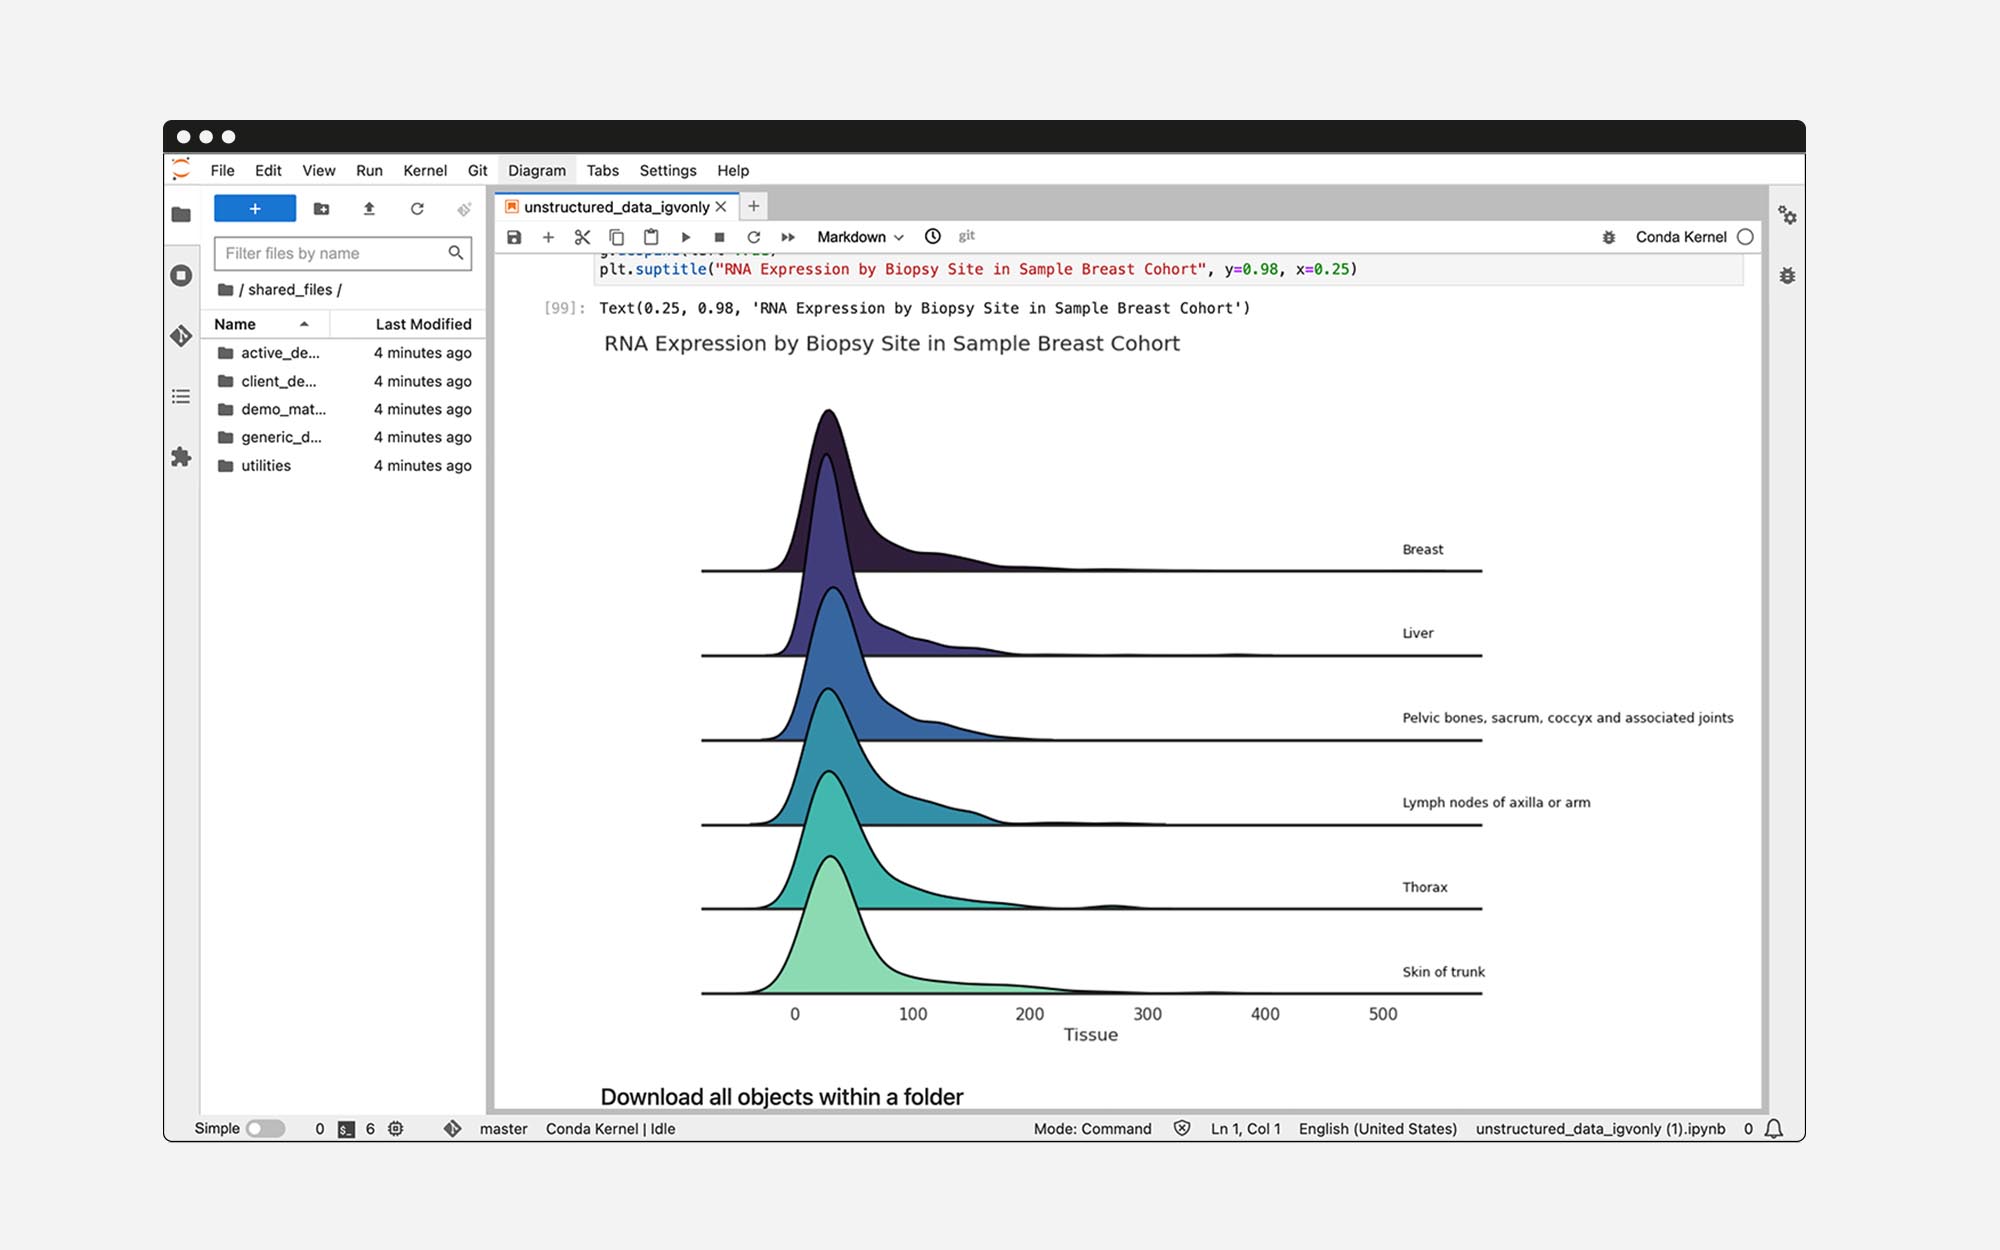 File Edit View Run Kernel Git Diagram Tabs Settings Help
+
Filter files by name
/ shared_files /
Name Last Modified
active_de... 4 minutes ago
client_de... 4 minutes ago
demo_mat... 4 minutes ago
generic_d... 4 minutes ago
utilities 4 minutes ago
unstructured_data_igvonly
Markdown git Conda Kernel
plt.suptitle("RNA Expression by Biopsy Site in Sample Breast Cohort", y=0.98, x=0.25)
[99]: Text(0.25, 0.98, 'RNA Expression by Biopsy Site in Sample Breast Cohort')
RNA Expression by Biopsy Site in Sample Breast Cohort
Breast
Liver
Pelvic bones, sacrum, coccyx and associated joints
Lymph nodes of axilla or arm
Thorax
Skin of trunk
0 100 200 300 400 500
Tissue
Download all objects within a folder
Simple 0 $_ 6 master Conda Kernel | Idle Mode: Command Ln 1, Col 1 English (United States) unstructured_data_igvonly (1).ipynb 0